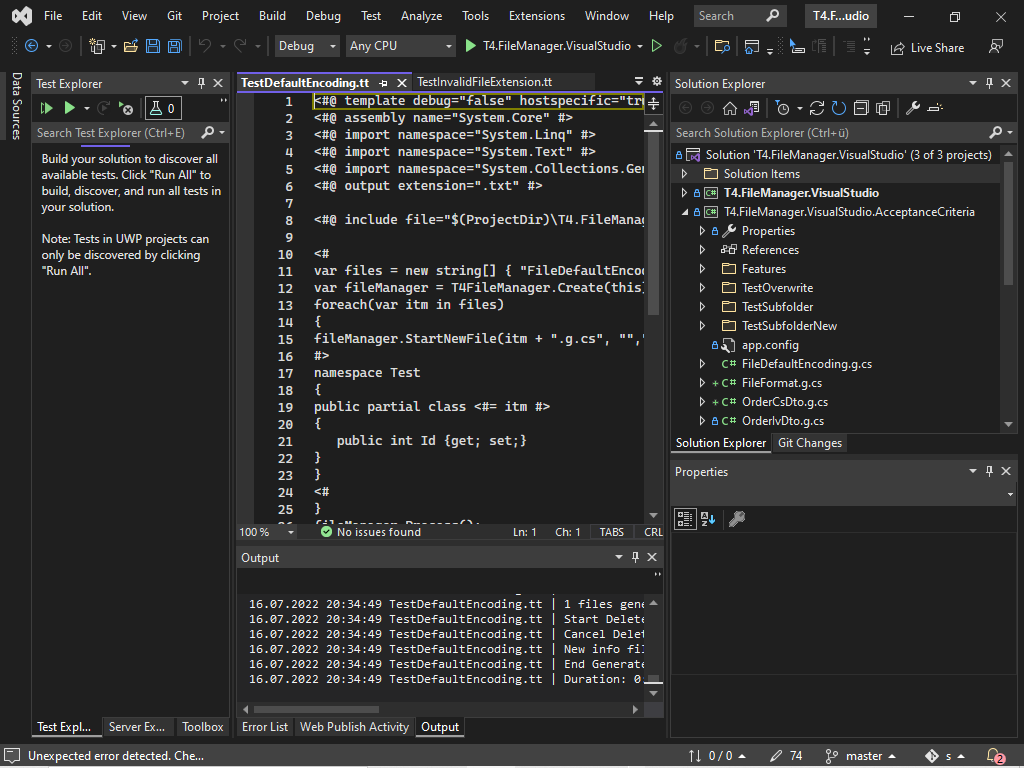 File Edit View Git Project Build Debug Test Analyze Tools Extensions Window Help Search T4.F...udio
Debug Any CPU T4.FileManager.VisualStudio Live Share
Data Sources
Test Explorer
0
Search Test Explorer (Ctrl+E)
Build your solution to discover all
available tests. Click "Run All" to
build, discover, and run all tests in
your solution.
Note: Tests in UWP projects can
only be discovered by clicking
"Run All".
Test Expl... Server Ex... Toolbox
TestDefaultEncoding.tt TestInvalidFileExtension.tt
1 <#@ template debug="false" hostspecific="tru
2 <#@ assembly name="System.Core" #>
3 <#@ import namespace="System.Linq" #>
4 <#@ import namespace="System.Text" #>
5 <#@ import namespace="System.Collections.Gen
6 <#@ output extension=".txt" #>
7
8 <#@ include file="$(ProjectDir)\T4.FileManag
9
10 <#
11 var files = new string[] { "FileDefaultEncod
12 var fileManager = T4FileManager.Create(this)
13 foreach(var itm in files)
14 {
15 fileManager.StartNewFile(itm + ".g.cs", "","
16 #>
17 namespace Test
18 {
19 public partial class <#= itm #>
20 {
21 public int Id {get; set;}
22 }
23 }
24 <#
25 }
26 fileManager.Process();
100 % No issues found Ln: 1 Ch: 1 TABS CRL
Output
16.07.2022 20:34:49 TestDefaultEncoding.tt | 1 files gene
16.07.2022 20:34:49 TestDefaultEncoding.tt | Start Delete
16.07.2022 20:34:49 TestDefaultEncoding.tt | Cancel Delet
16.07.2022 20:34:49 TestDefaultEncoding.tt | New info fil
16.07.2022 20:34:49 TestDefaultEncoding.tt | End Generate
16.07.2022 20:34:49 TestDefaultEncoding.tt | Duration: 0
Error List Web Publish Activity Output
Solution Explorer
Search Solution Explorer (Ctrl+ü)
Solution 'T4.FileManager.VisualStudio' (3 of 3 projects)
Solution Items
T4.FileManager.VisualStudio
T4.FileManager.VisualStudio.AcceptanceCriteria
Properties
References
Features
TestOverwrite
TestSubfolder
TestSubfolderNew
app.config
C# FileDefaultEncoding.g.cs
+ C# FileFormat.g.cs
+ C# OrderCsDto.g.cs
C# OrderIvDto.g.cs
Solution Explorer Git Changes
Properties
Unexpected error detected. Che... 0 / 0 74 master s 2